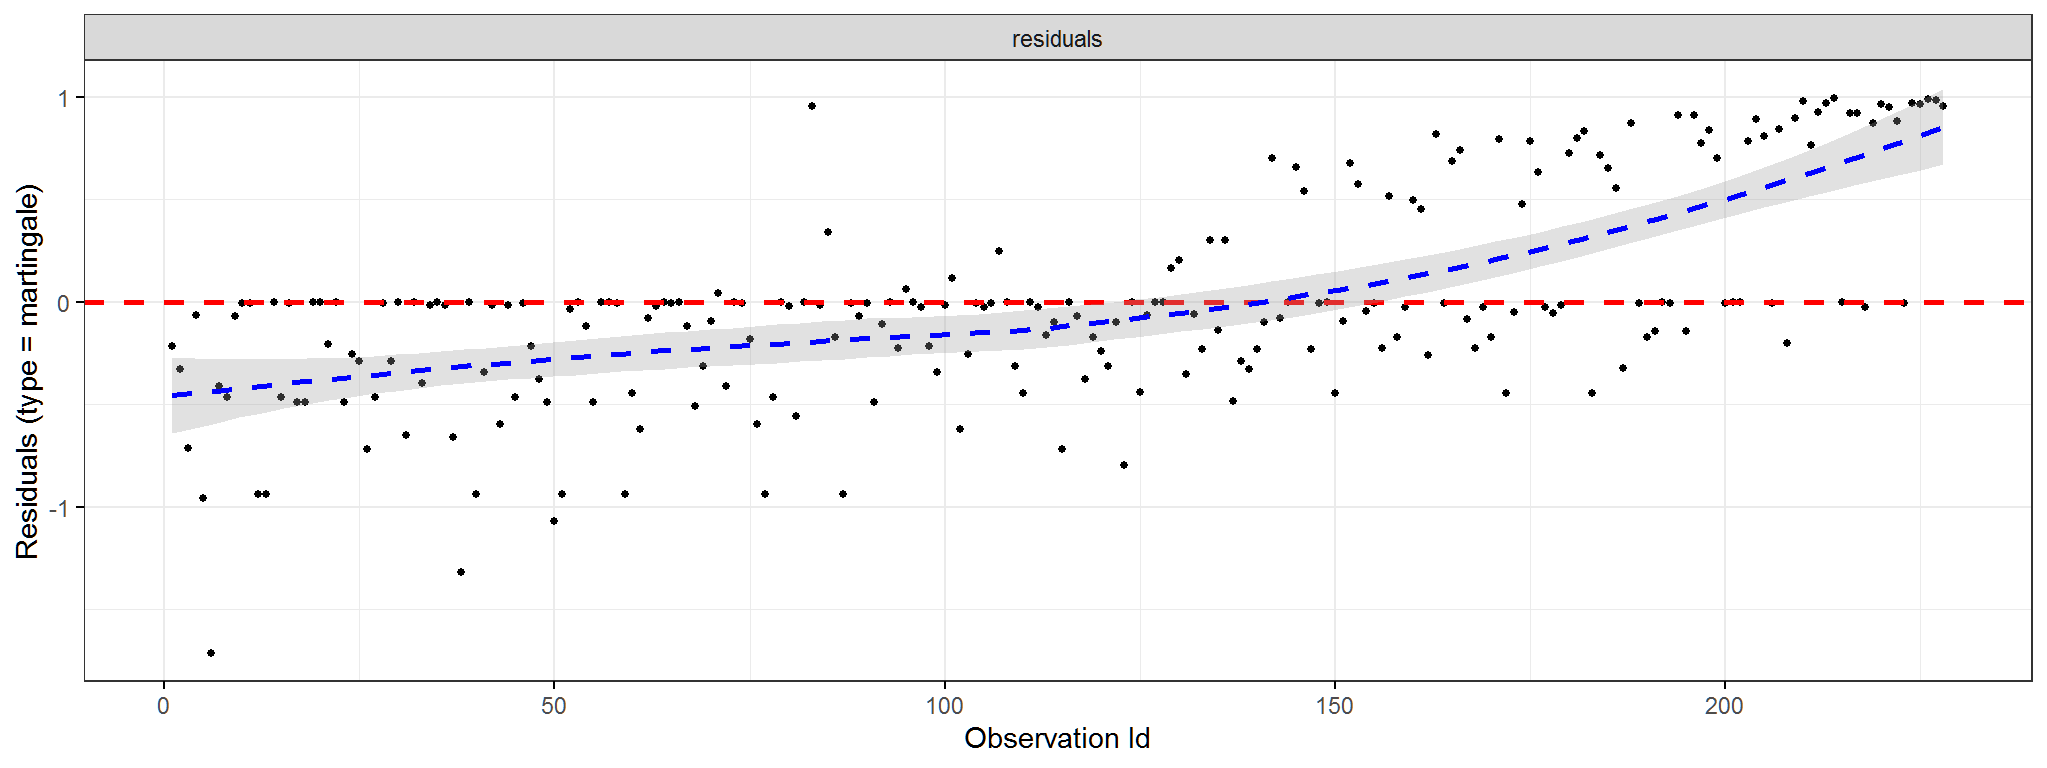 residuals
Residuals (type = martingale)
1
0
-1
0 50 100 150 200
Observation Id